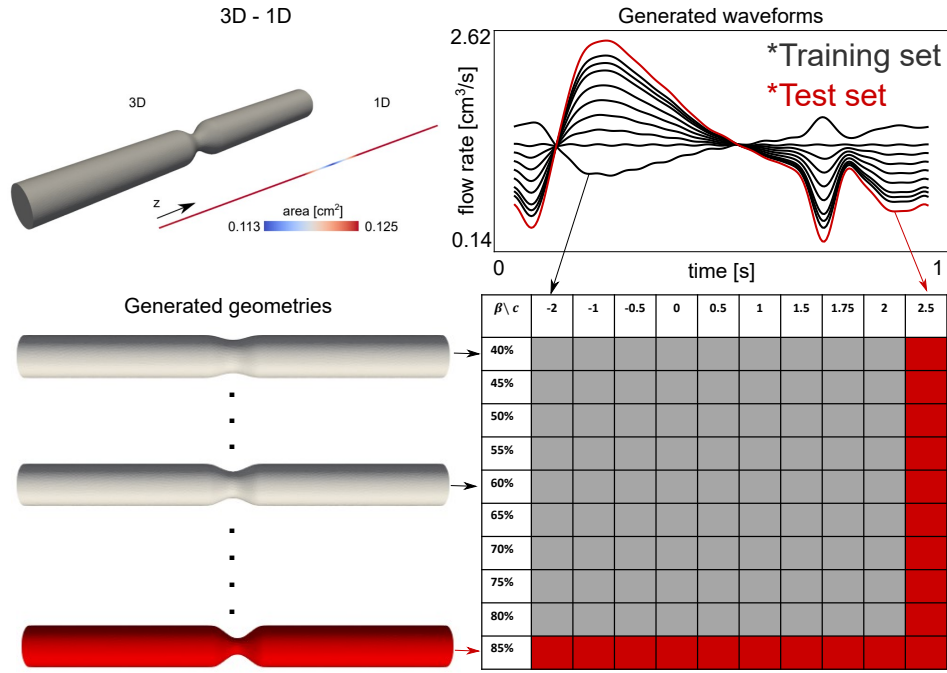 3D - 1D
3D
1D
z
area [cm²]
0.113
0.125
Generated waveforms
2.62
flow rate [cm³/s]
0.14
*Training set
*Test set
0
time [s]
1
Generated geometries
β\ c -2 -1 -0.5 0 0.5 1 1.5 1.75 2 2.5
40%
45%
50%
55%
60%
65%
70%
75%
80%
85%